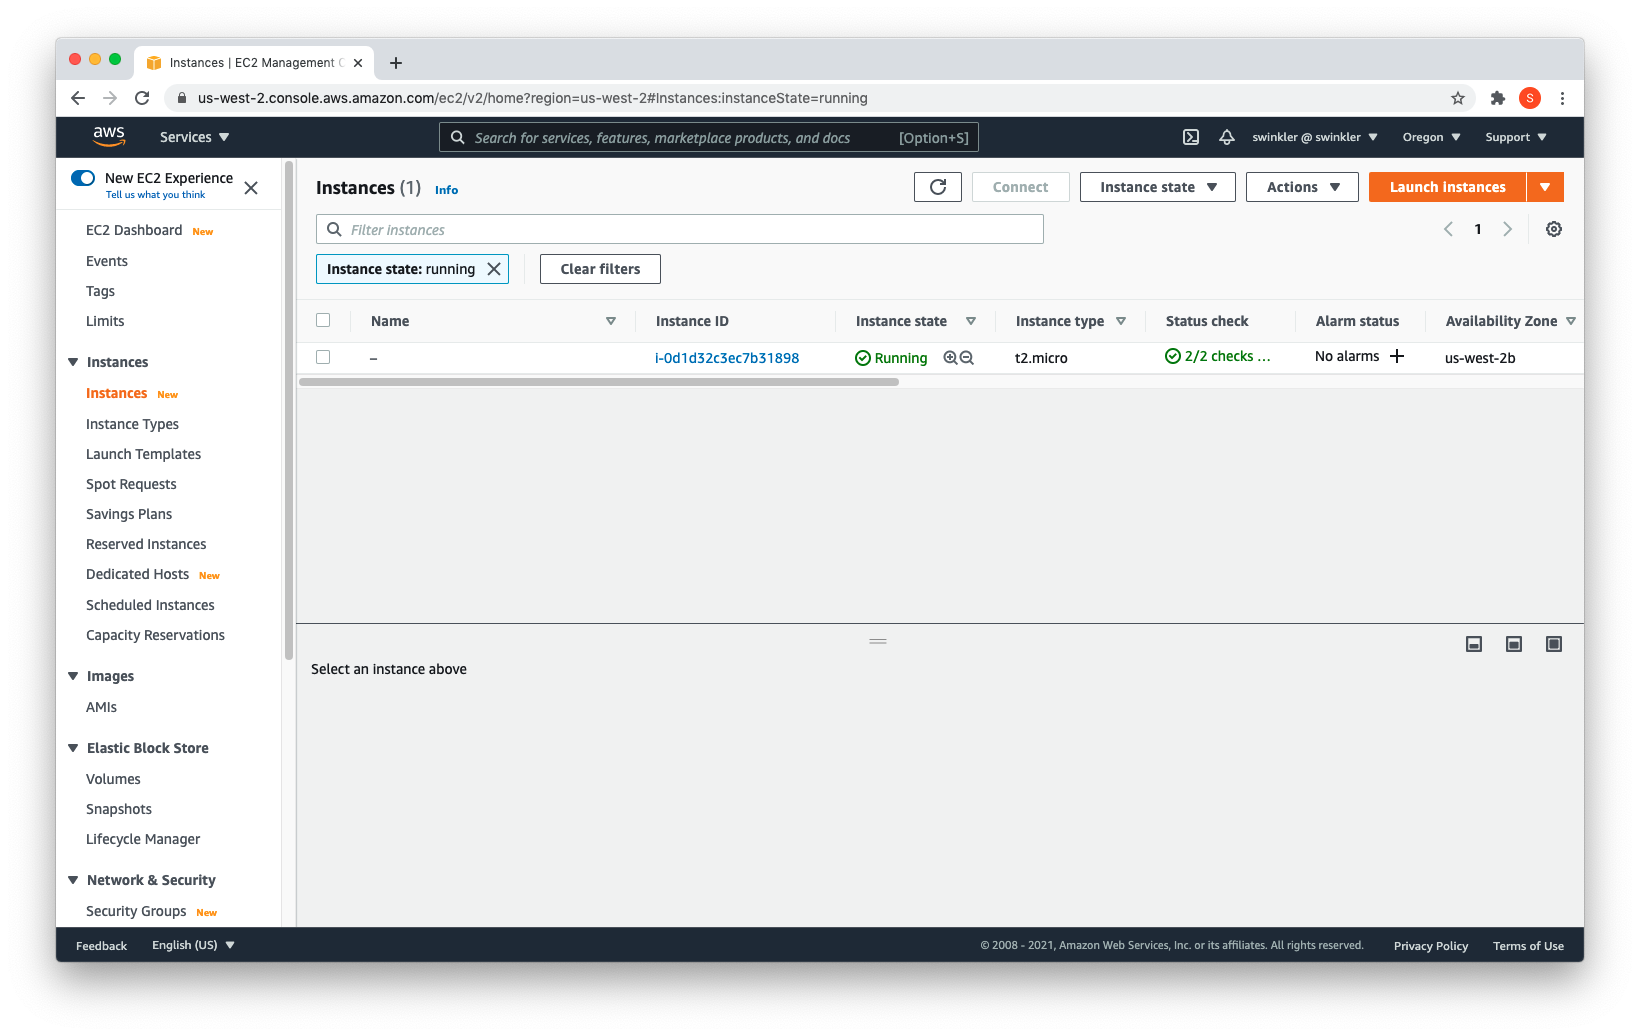 Instances | EC2 Management C
us-west-2.console.aws.amazon.com/ec2/v2/home?region=us-west-2#Instances:instanceState=running
S
aws
Services
Search for services, features, marketplace products, and docs
[Option+S]
swinkler @ swinkler
Oregon
Support
New EC2 Experience
Tell us what you think
EC2 Dashboard New
Events
Tags
Limits
Instances
Instances New
Instance Types
Launch Templates
Spot Requests
Savings Plans
Reserved Instances
Dedicated Hosts New
Scheduled Instances
Capacity Reservations
Images
AMIs
Elastic Block Store
Volumes
Snapshots
Lifecycle Manager
Network & Security
Security Groups New
Instances (1) Info
Connect
Instance state
Actions
Launch instances
Filter instances
1
Instance state: running
Clear filters
Name Instance ID Instance state Instance type Status check Alarm status Availability Zone
– i-0d1d32c3ec7b31898 Running t2.micro 2/2 checks ... No alarms us-west-2b
Select an instance above
Feedback English (US) © 2008 - 2021, Amazon Web Services, Inc. or its affiliates. All rights reserved. Privacy Policy Terms of Use